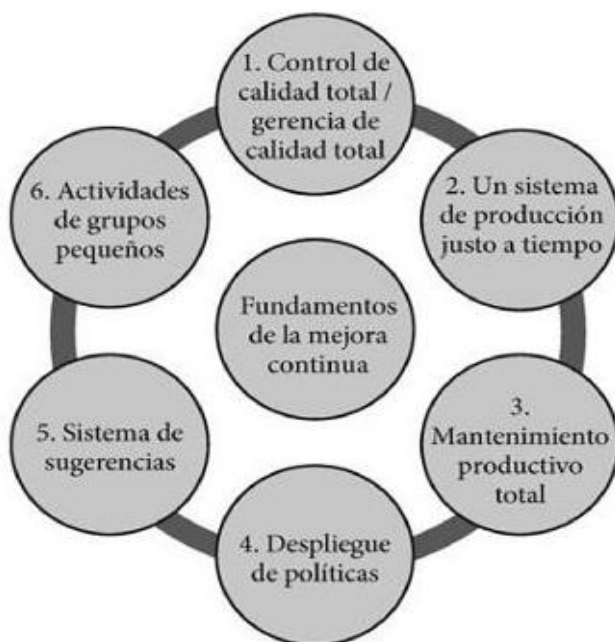 1. Control de
calidad total /
gerencia de
calidad total
2. Un sistema
de producción
justo a tiempo
3.
Mantenimiento
productivo
total
4. Despliegue
de políticas
5. Sistema de
sugerencias
6. Actividades
de grupos
pequeños
Fundamentos
de la mejora
continua